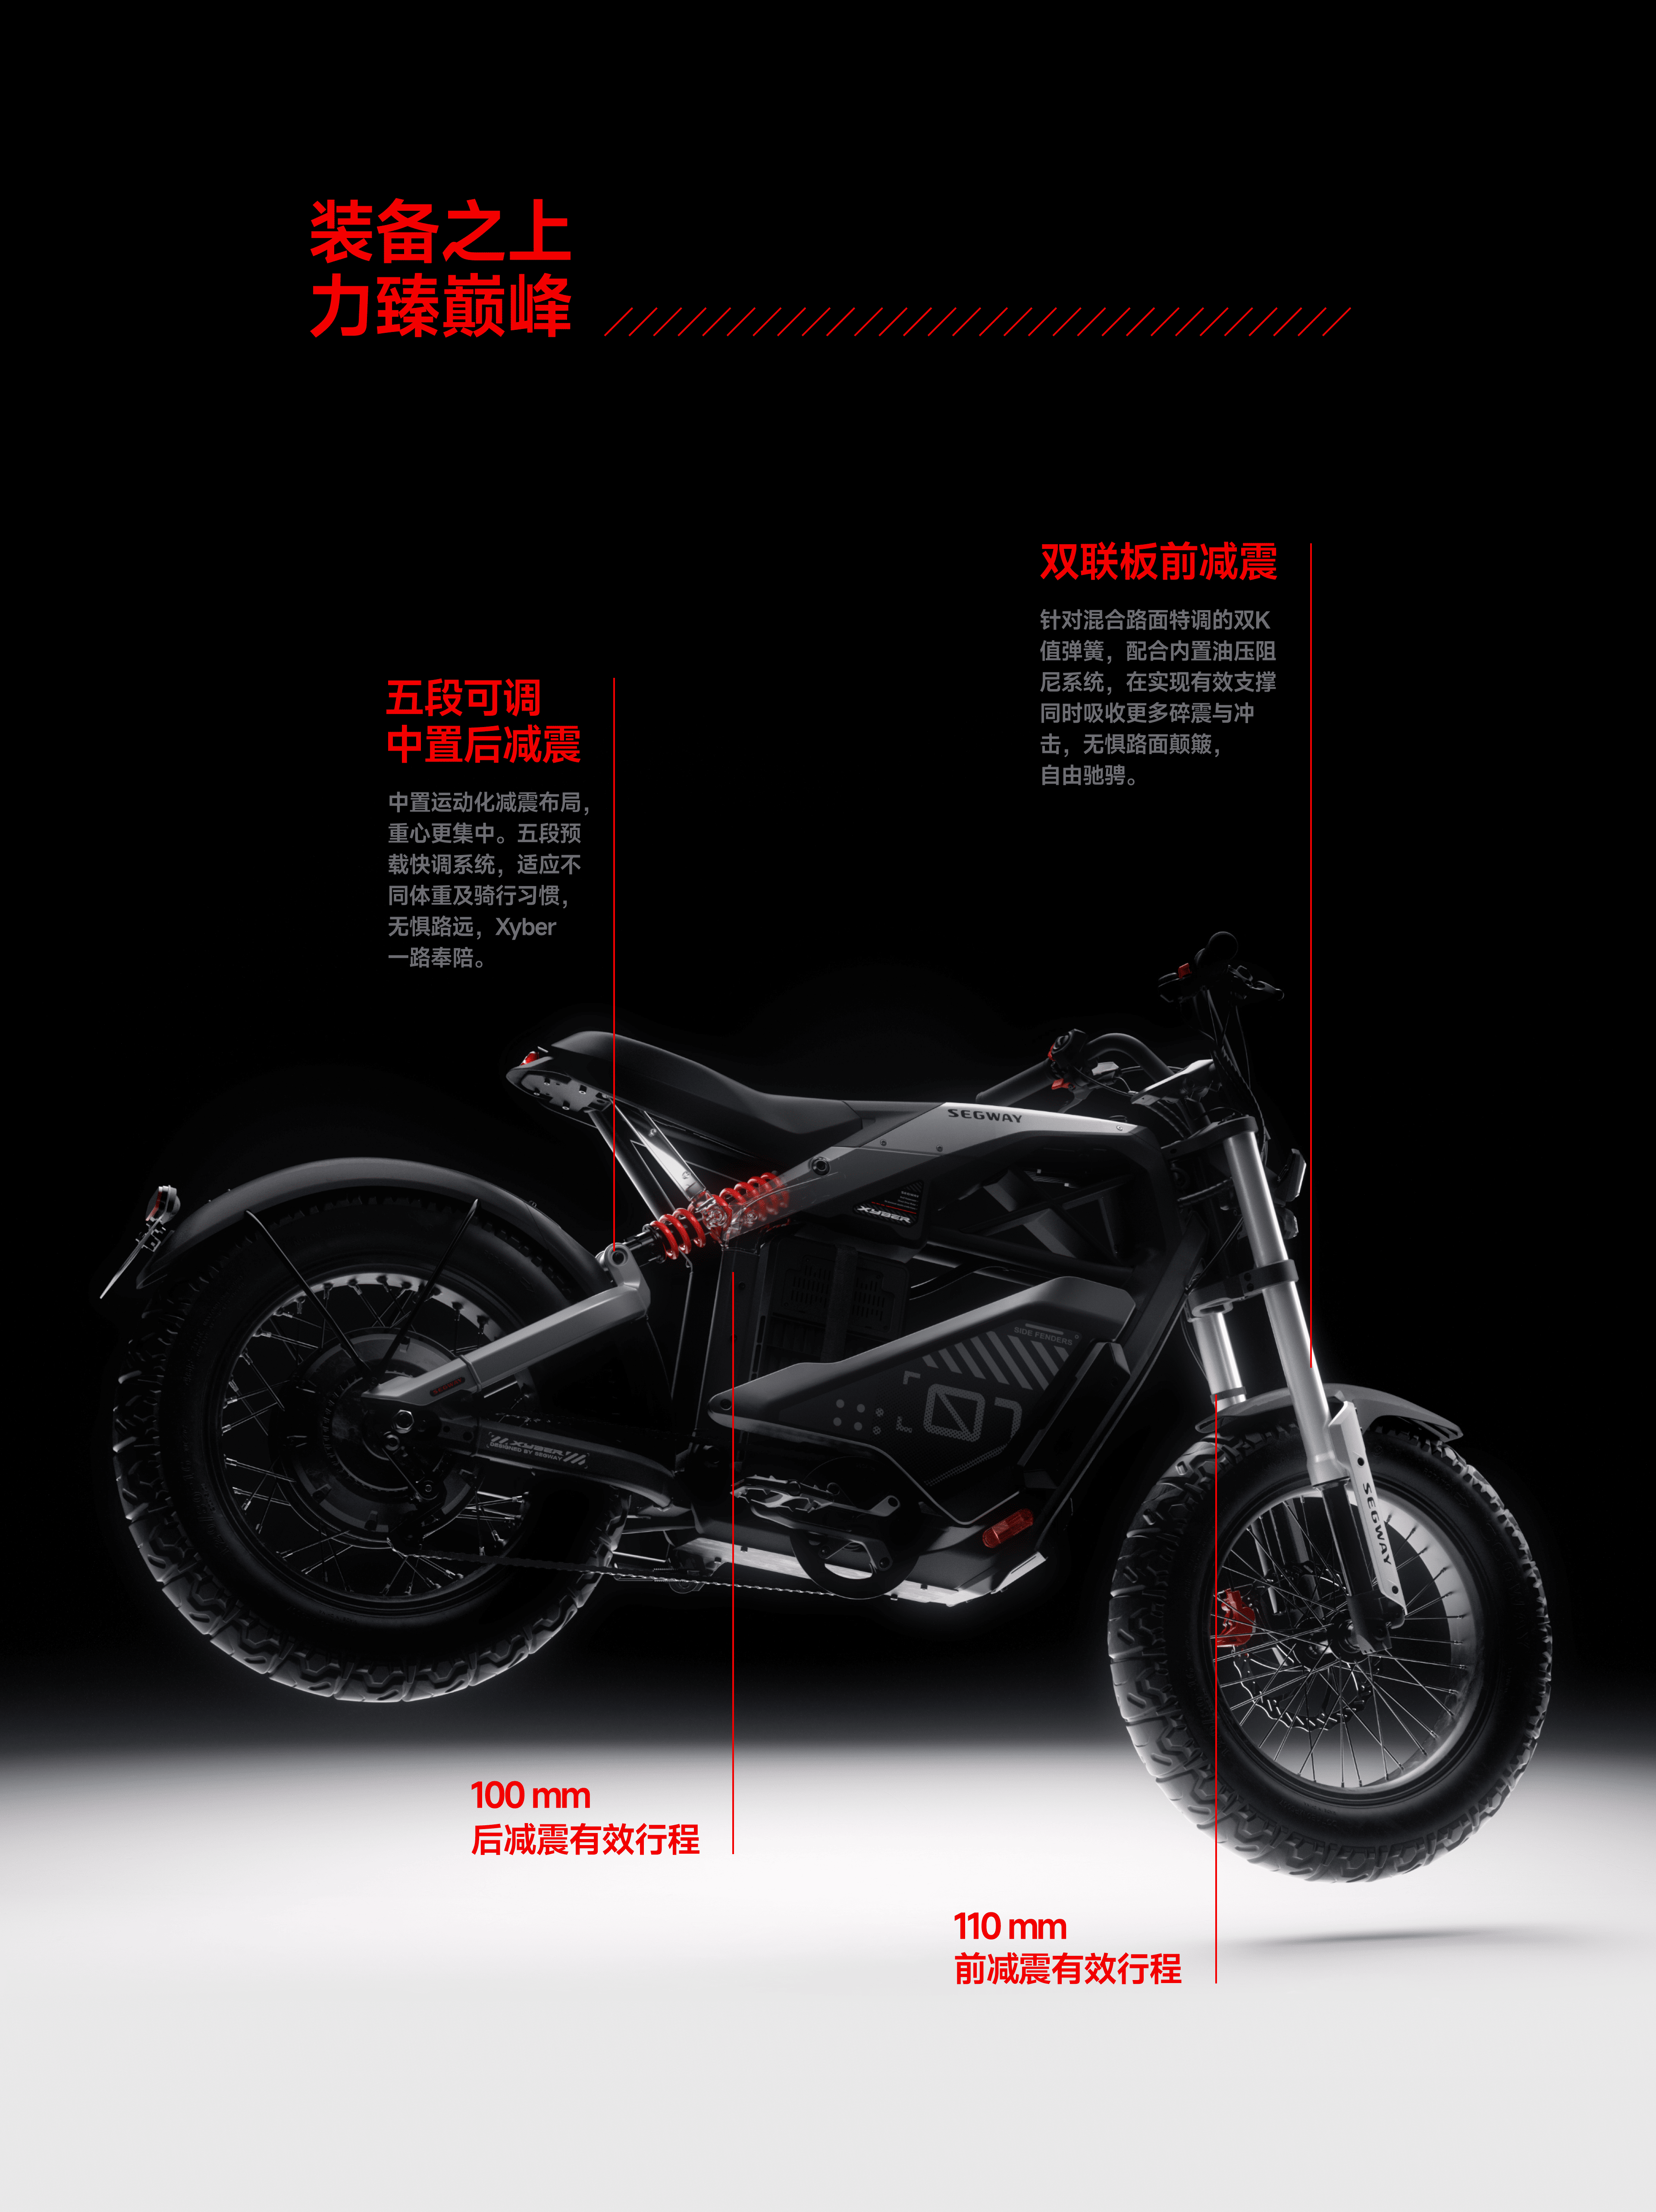 装备之上
力臻巅峰
双联板前减震
针对混合路面特调的双K
值弹簧，配合内置油压阻
尼系统，在实现有效支撑
同时吸收更多碎震与冲
击，无惧路面颠簸，
自由驰骋。
五段可调
中置后减震
中置运动化减震布局，
重心更集中。五段预
载快调系统，适应不
同体重及骑行习惯，
无惧路远，Xyber
一路奉陪。
SEGWAY
SEGWAY
XYBER
SIDE FENDERS
XYBER
DESIGNED BY SEGWAY
SEGWAY
100 mm
后减震有效行程
110 mm
前减震有效行程